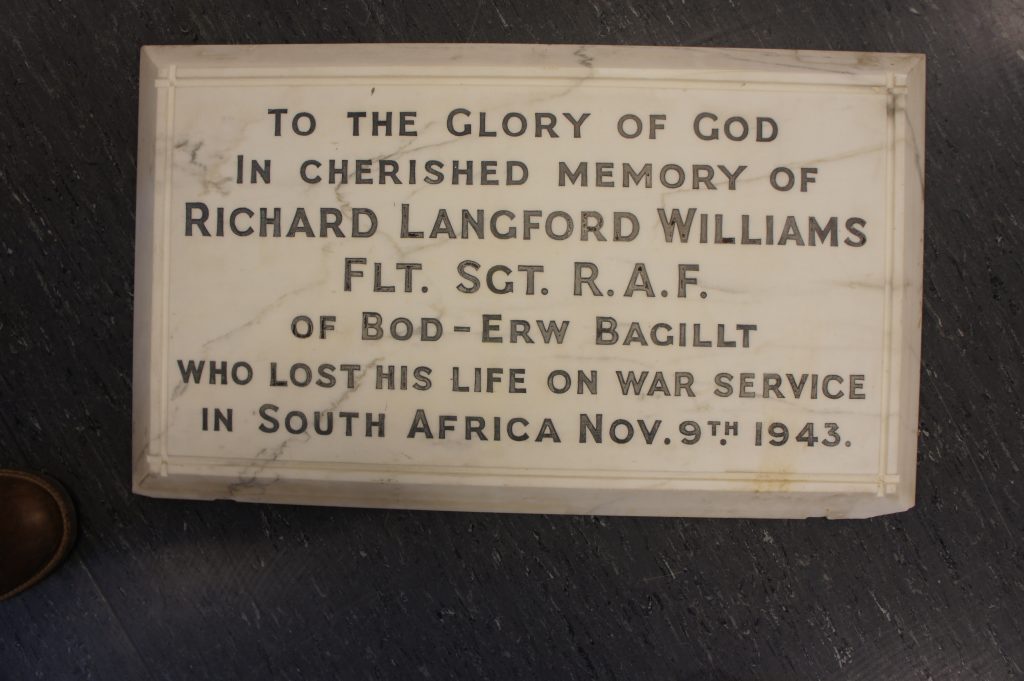 To the Glory of God
In cherished memory of
Richard Langford Williams
Flt. Sgt. R.A.F.
of Bod-Erw Bagillt
who lost his life on war service
in South Africa Nov. 9th 1943.